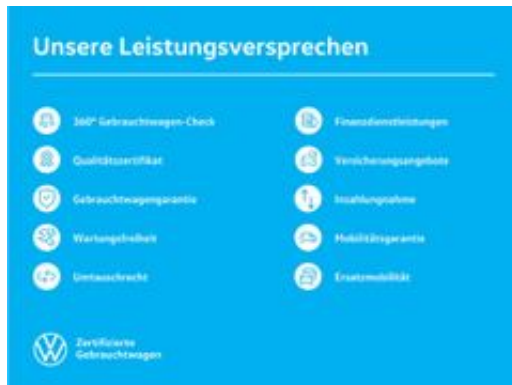 Unsere Leistungsversprechen
360° Gebrauchtwagen-Check
Qualitätszertifikat
Gebrauchtwagengarantie
Wartungsfreiheit
Umtauschrecht
Finanzdienstleistungen
Versicherungsangebote
Inzahlungnahme
Mobilitätsgarantie
Ersatzmobilität
Zertifizierte
Gebrauchtwagen